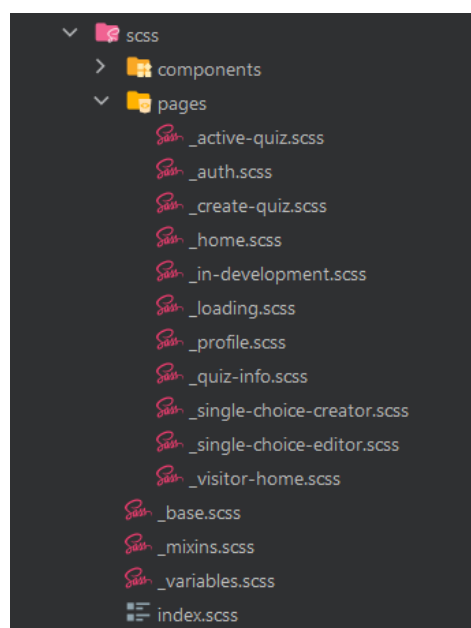 scss
components
pages
_active-quiz.scss
_auth.scss
_create-quiz.scss
_home.scss
_in-development.scss
_loading.scss
_profile.scss
_quiz-info.scss
_single-choice-creator.scss
_single-choice-editor.scss
_visitor-home.scss
_base.scss
_mixins.scss
_variables.scss
index.scss